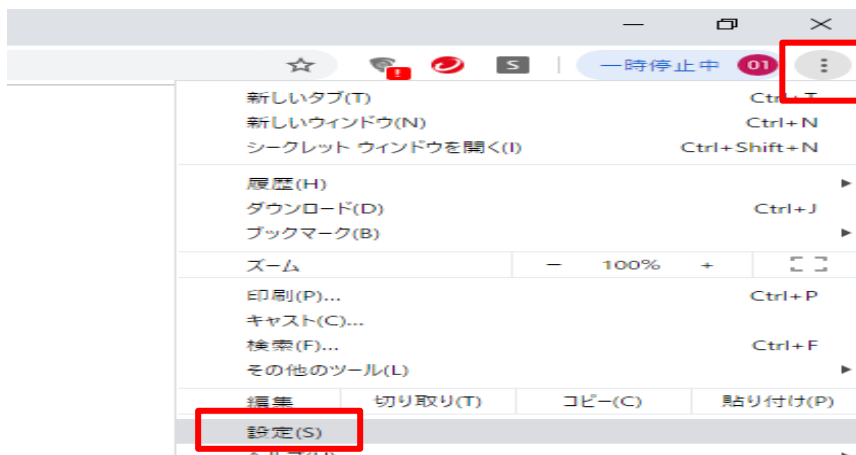 S 一時停止中 01
新しいタブ(T) Ctrl+T
新しいウィンドウ(N) Ctrl+N
シークレット ウィンドウを開く(I) Ctrl+Shift+N
履歴(H)
ダウンロード(D) Ctrl+J
ブックマーク(B)
ズーム − 100% +
印刷(P)... Ctrl+P
キャスト(C)...
検索(F)... Ctrl+F
その他のツール(L)
編集 切り取り(T) コピー(C) 貼り付け(P)
設定(S)